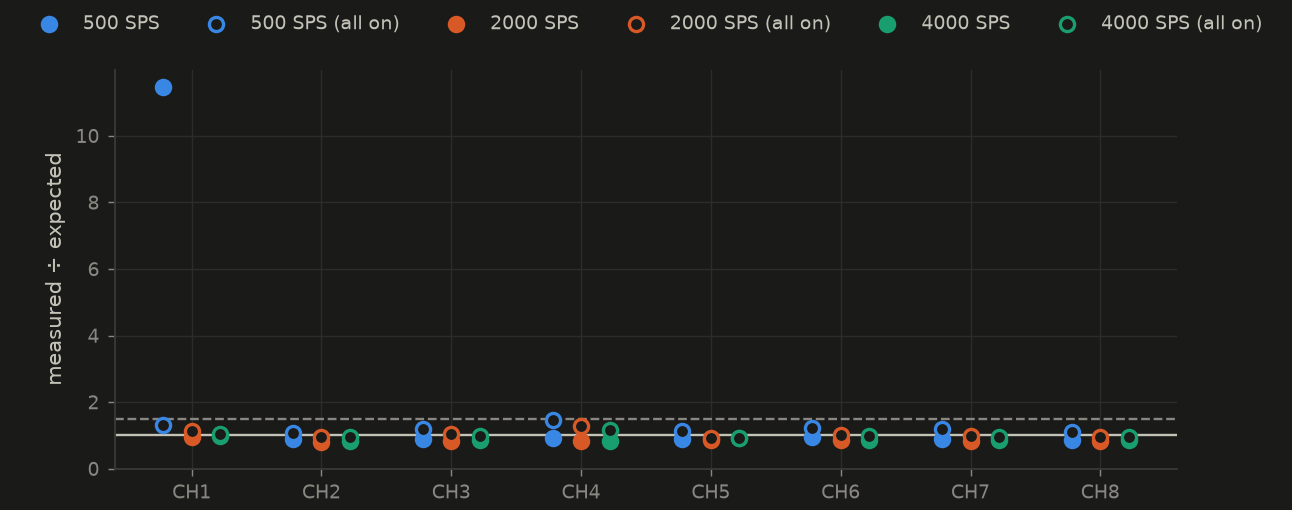 500 SPS 500 SPS (all on) 2000 SPS 2000 SPS (all on) 4000 SPS 4000 SPS (all on)
measured ÷ expected
10
8
6
4
2
0
CH1 CH2 CH3 CH4 CH5 CH6 CH7 CH8